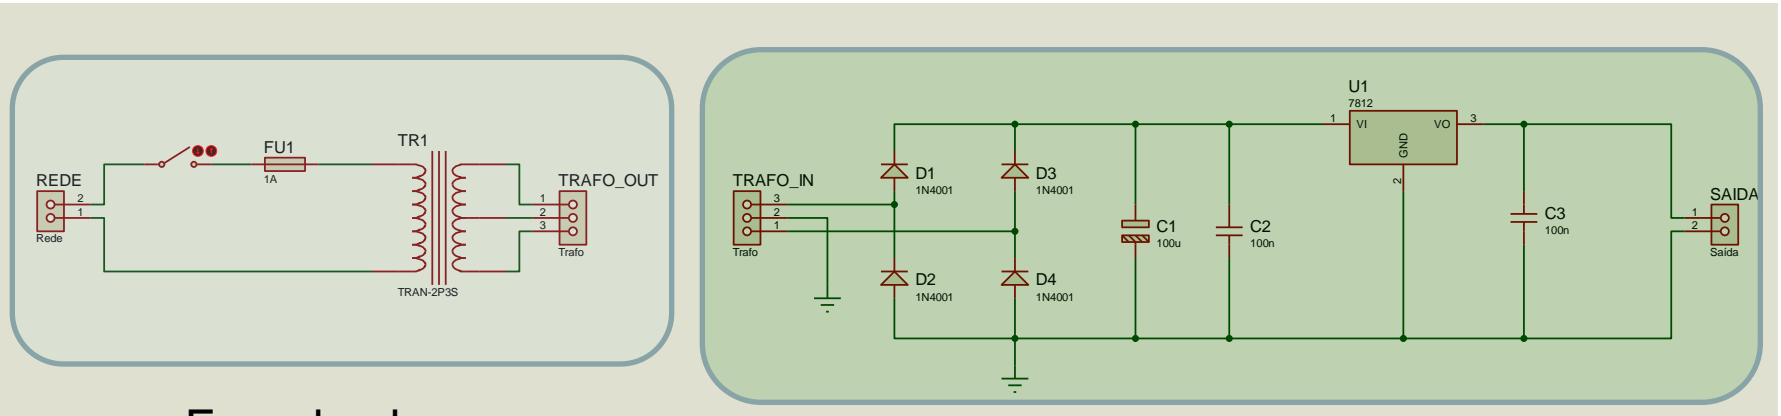 REDE
2
1
Rede
FU1
1A
TR1
TRAN-2P3S
TRAFO_OUT
1
2
3
Trafo
TRAFO_IN
3
2
1
Trafo
D1
1N4001
D2
1N4001
D3
1N4001
D4
1N4001
C1
100u
C2
100n
U1
7812
1
VI
VO
3
GND
2
C3
100n
SAIDA
1
2
Saída